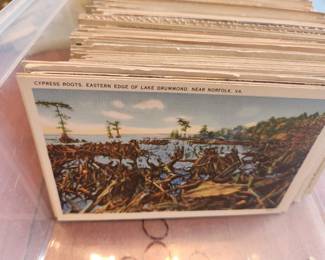 CYPRESS ROOTS, EASTERN EDGE OF LAKE DRUMMOND, NEAR NORFOLK, VA.